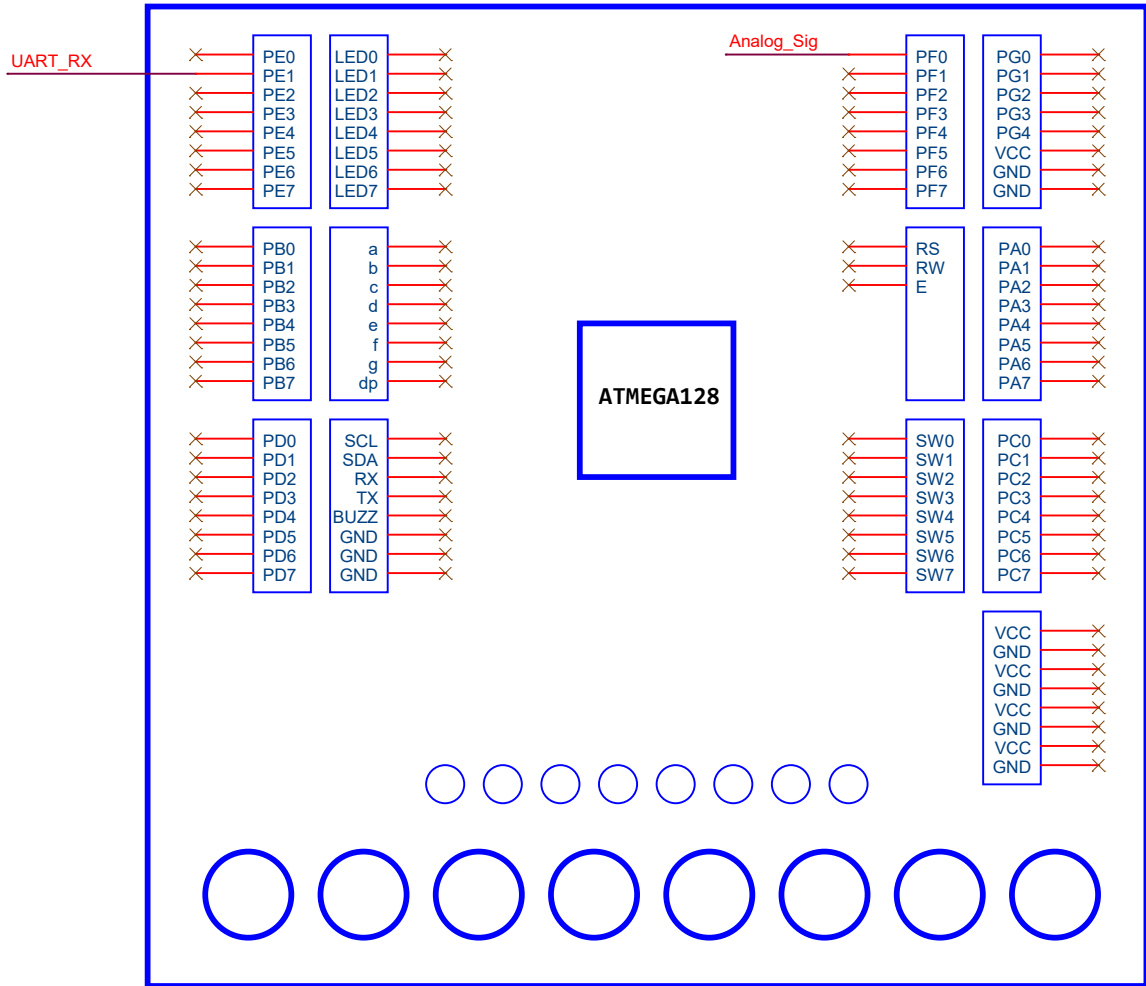 UART_RX
Analog_Sig
PE0 LED0
PE1 LED1
PE2 LED2
PE3 LED3
PE4 LED4
PE5 LED5
PE6 LED6
PE7 LED7
PF0 PG0
PF1 PG1
PF2 PG2
PF3 PG3
PF4 PG4
PF5 VCC
PF6 GND
PF7 GND
PB0 a
PB1 b
PB2 c
PB3 d
PB4 e
PB5 f
PB6 g
PB7 dp
RS PA0
RW PA1
E PA2
PA3
PA4
PA5
PA6
PA7
ATMEGA128
PD0 SCL
PD1 SDA
PD2 RX
PD3 TX
PD4 BUZZ
PD5 GND
PD6 GND
PD7 GND
SW0 PC0
SW1 PC1
SW2 PC2
SW3 PC3
SW4 PC4
SW5 PC5
SW6 PC6
SW7 PC7
VCC
GND
VCC
GND
VCC
GND
VCC
GND